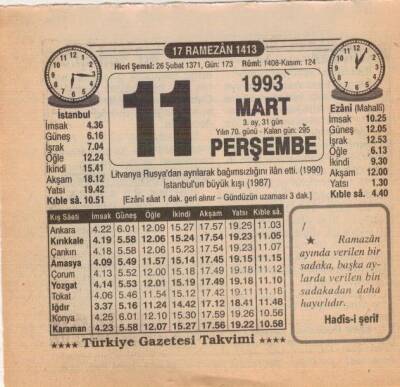 17 RAMEZÂN 1413
Hicrî Şemsî: 26 Şubat 1371, Gün: 173 Rûmî: 1408-Kasım: 124
11
1993
MART
3. ay, 31 gün
Yılın 70. günü - Kalan gün: 295
PERŞEMBE
İstanbul
İmsak 4.36
Güneş 6.16
İşrak 7.04
Öğle 12.24
İkindi 15.41
Akşam 18.12
Yatsı 19.42
Kıble sâ. 10.51
Ezânî (Mahallî)
İmsak 10.25
Güneş 12.05
İşrak 12.53
Öğle 6.13
İkindi 9.30
Akşam 12.00
Yatsı 1.30
Kıble sâ. 4.40
Litvanya Rusya'dan ayrılarak bağımsızlığını ilân etti. (1990)
İstanbul'un büyük kışı (1987)
[Ezânî sâat 1 dak. geri alınır – Gündüzün uzaması 3 dak.]
Kış Sâati İmsak Güneş Öğle İkindi Akşam Yatsı Kıble sâ.
Ankara 4.22 6.01 12.09 15.27 17.57 19.25 11.03
Kırıkkale 4.19 5.58 12.06 15.24 17.54 19.23 11.05
Çankırı 4.18 5.58 12.06 15.23 17.54 19.23 11.07
Amasya 4.09 5.49 11.57 15.14 17.45 19.15 11.15
Çorum 4.13 5.52 12.00 15.18 17.49 19.18 11.12
Yozgat 4.14 5.53 12.01 15.19 17.49 19.18 11.10
Tokat 4.06 5.46 11.54 15.12 17.42 19.11 11.16
Iğdır 3.37 5.16 11.24 14.42 17.12 18.41 11.48
Konya 4.25 6.01 12.10 15.30 17.59 19.26 10.56
Karaman 4.23 5.58 12.07 15.27 17.56 19.22 10.58
★ Ramazân
ayında verilen bir
sadaka, başka ay-
larda verilen bin
sadakadan daha
hayırlıdır.
Hadîs-i şerîf
★★★★ Türkiye Gazetesi Takvimi ★★★★